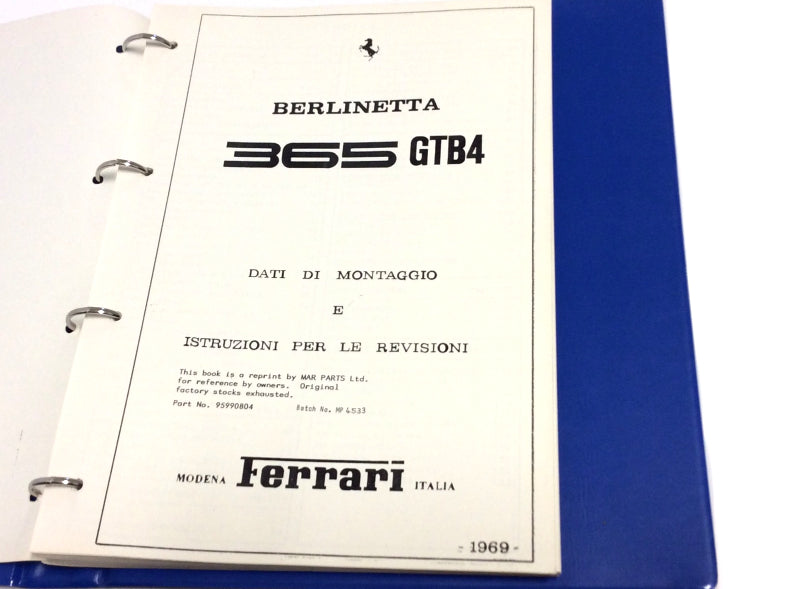 BERLINETTA
365 GTB4
DATI DI MONTAGGIO
E
ISTRUZIONI PER LE REVISIONI
This book is a reprint by MAR PARTS Ltd.
for reference by owners. Original
factory stocks exhausted.
Part No. 95990804 Batch No. MP 4533
MODENA Ferrari ITALIA
- 1969 -